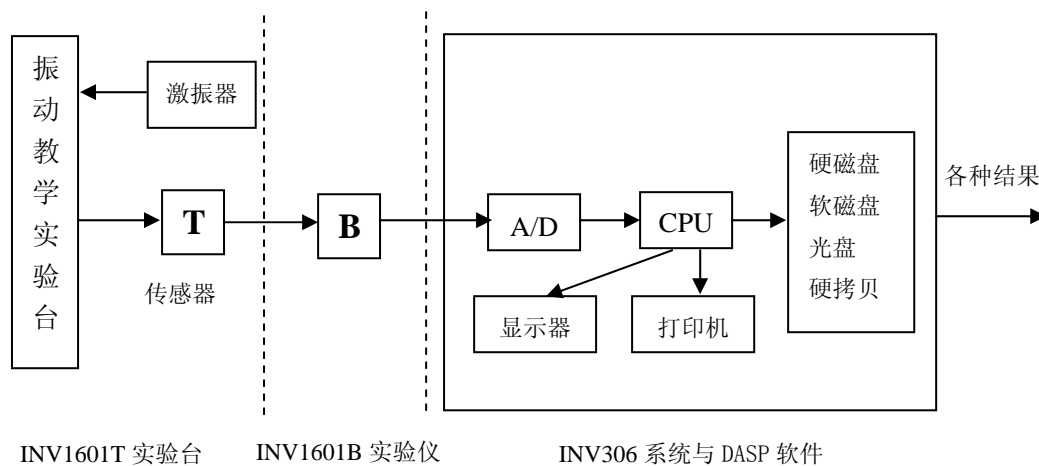 振
动
教
学
实
验
台
激振器
T
传感器
B
A/D
CPU
显示器
打印机
硬磁盘
软磁盘
光盘
硬拷贝
各种结果
INV1601T 实验台
INV1601B 实验仪
INV306 系统与 DASP 软件